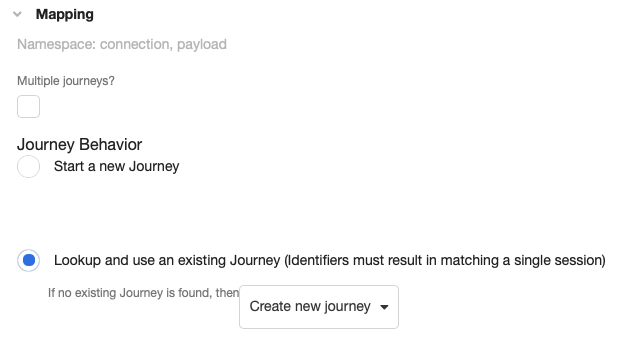 Mapping
Namespace: connection, payload
Multiple journeys?
Journey Behavior
Start a new Journey
Lookup and use an existing Journey (Identifiers must result in matching a single session)
If no existing Journey is found, then Create new journey